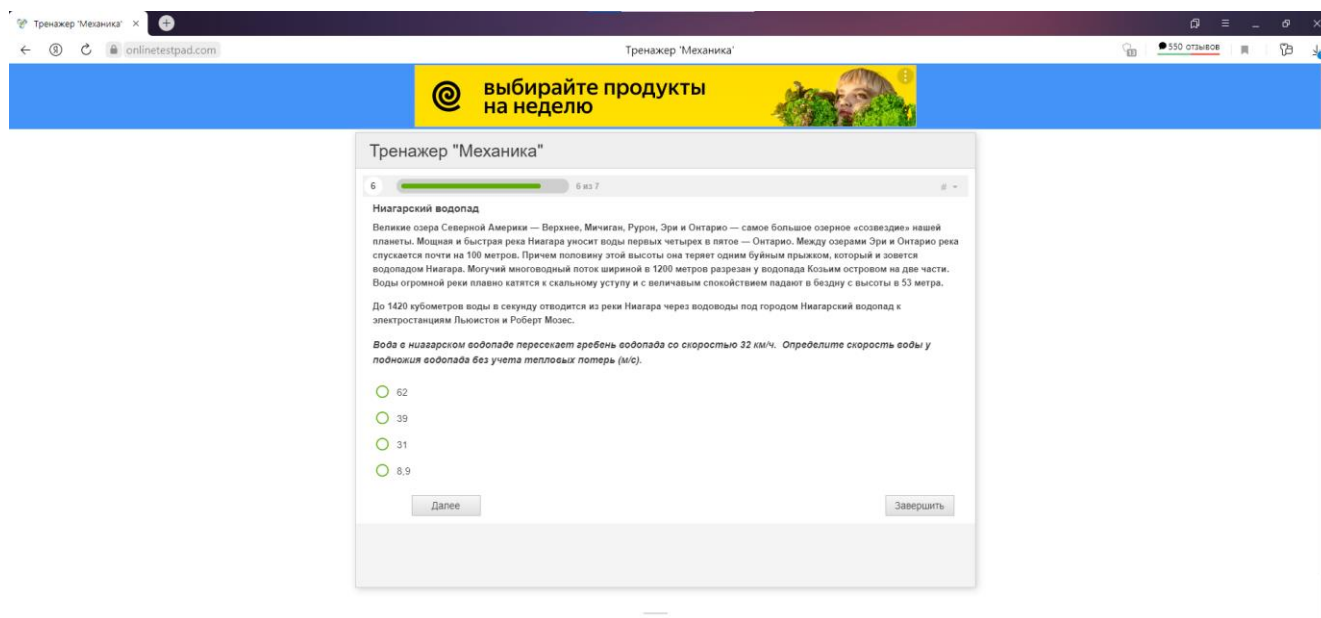 Тренажер 'Механика'
onlinetestpad.com
Тренажер 'Механика'
550 отзывов
выбирайте продукты
на неделю
Тренажер "Механика"
6
6 из 7
#
Ниагарский водопад
Великие озера Северной Америки — Верхнее, Мичиган, Рурон, Эри и Онтарио — самое большое озерное «созвездие» нашей
планеты. Мощная и быстрая река Ниагара уносит воды первых четырех в пятое — Онтарио. Между озерами Эри и Онтарио река
спускается почти на 100 метров. Причем половину этой высоты она теряет одним буйным прыжком, который и зовется
водопадом Ниагара. Могучий многоводный поток шириной в 1200 метров разрезан у водопада Козьим островом на две части.
Воды огромной реки плавно катятся к скальному уступу и с величавым спокойствием падают в бездну с высоты в 53 метра.
До 1420 кубометров воды в секунду отводится из реки Ниагара через водоводы под городом Ниагарский водопад к
электростанциям Льюистон и Роберт Мозес.
Вода в ниагарском водопаде пересекает гребень водопада со скоростью 32 км/ч. Определите скорость воды у
подножия водопада без учета тепловых потерь (м/с).
62
39
31
8,9
Далее
Завершить